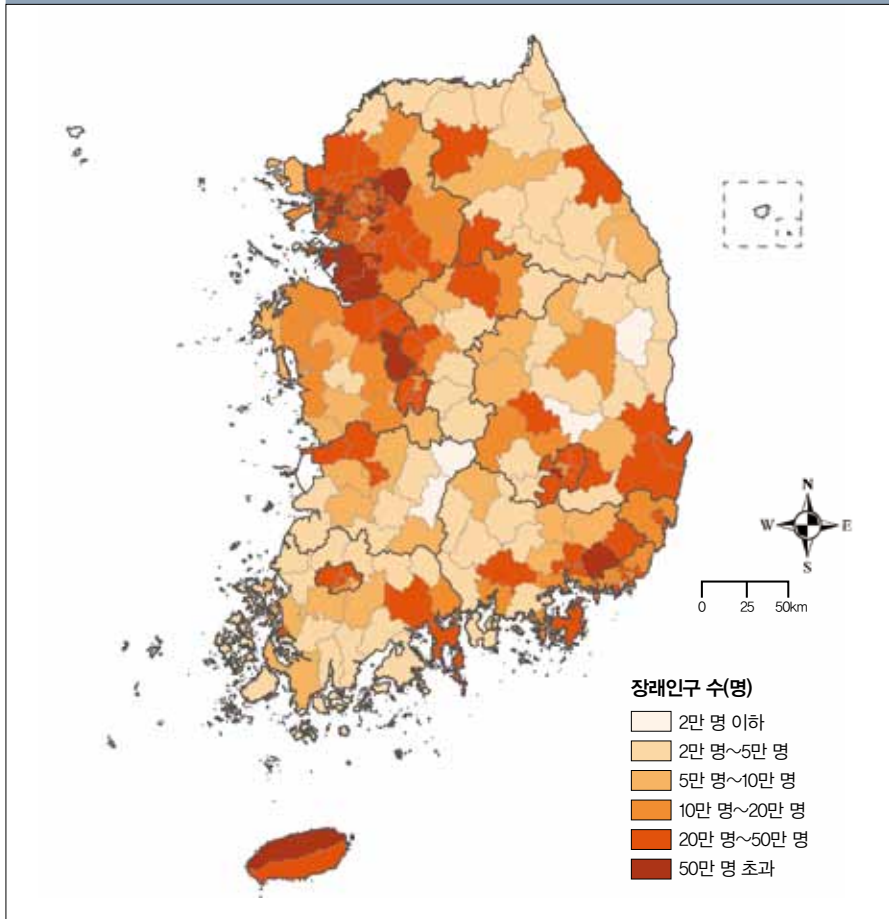 N
W E
S
0 25 50km
장래인구 수(명)
2만 명 이하
2만 명~5만 명
5만 명~10만 명
10만 명~20만 명
20만 명~50만 명
50만 명 초과